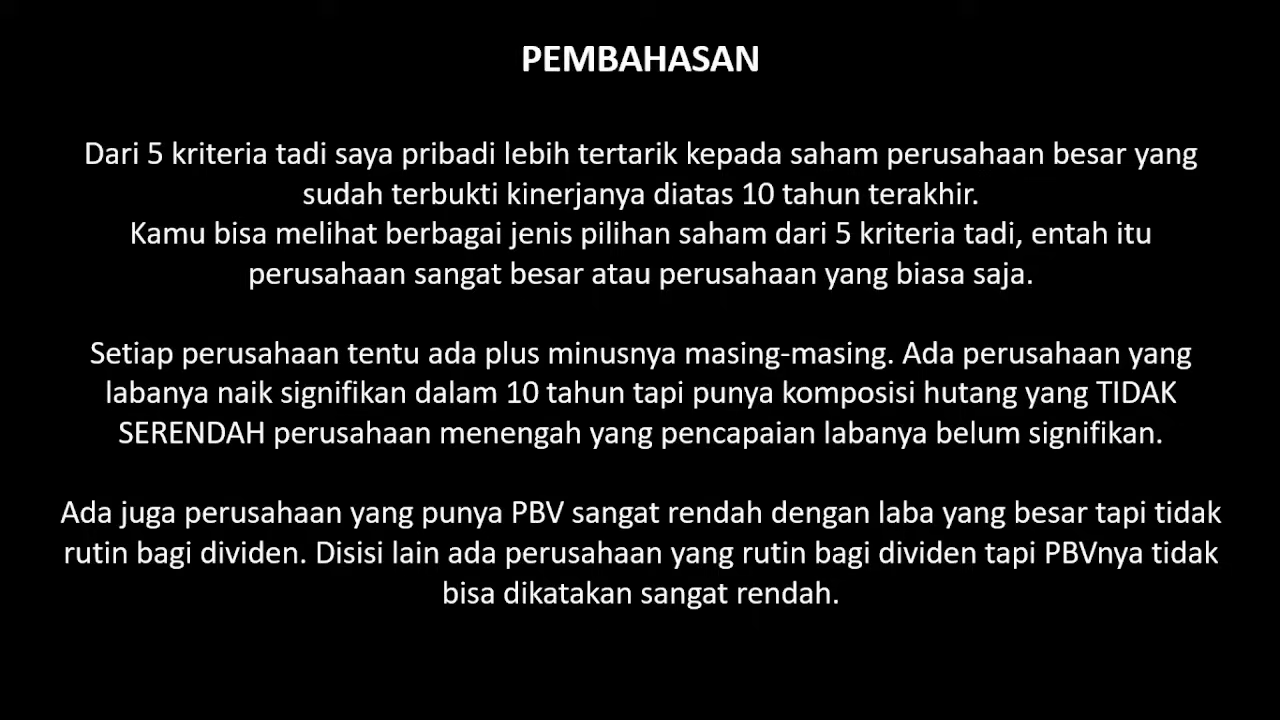 PEMBAHASAN
Dari 5 kriteria tadi saya pribadi lebih tertarik kepada saham perusahaan besar yang
sudah terbukti kinerjanya diatas 10 tahun terakhir.
Kamu bisa melihat berbagai jenis pilihan saham dari 5 kriteria tadi, entah itu
perusahaan sangat besar atau perusahaan yang biasa saja.
Setiap perusahaan tentu ada plus minusnya masing-masing. Ada perusahaan yang
labanya naik signifikan dalam 10 tahun tapi punya komposisi hutang yang TIDAK
SERENDAH perusahaan menengah yang pencapaian labanya belum signifikan.
Ada juga perusahaan yang punya PBV sangat rendah dengan laba yang besar tapi tidak
rutin bagi dividen. Disisi lain ada perusahaan yang rutin bagi dividen tapi PBVnya tidak
bisa dikatakan sangat rendah.